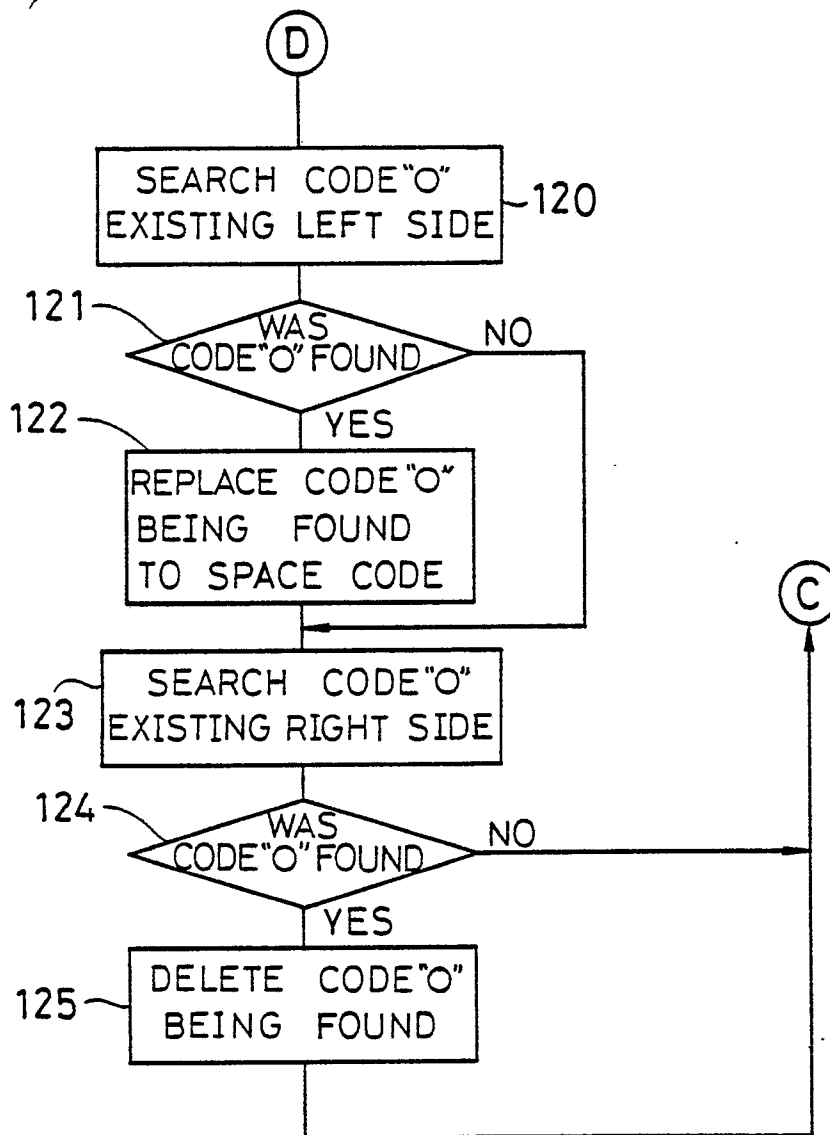 D
SEARCH CODE "O"
EXISTING LEFT SIDE
120
121
WAS
CODE "O" FOUND
NO
YES
122
REPLACE CODE "O"
BEING FOUND
TO SPACE CODE
C
123
SEARCH CODE "O"
EXISTING RIGHT SIDE
124
WAS
CODE "O" FOUND
NO
YES
125
DELETE CODE "O"
BEING FOUND